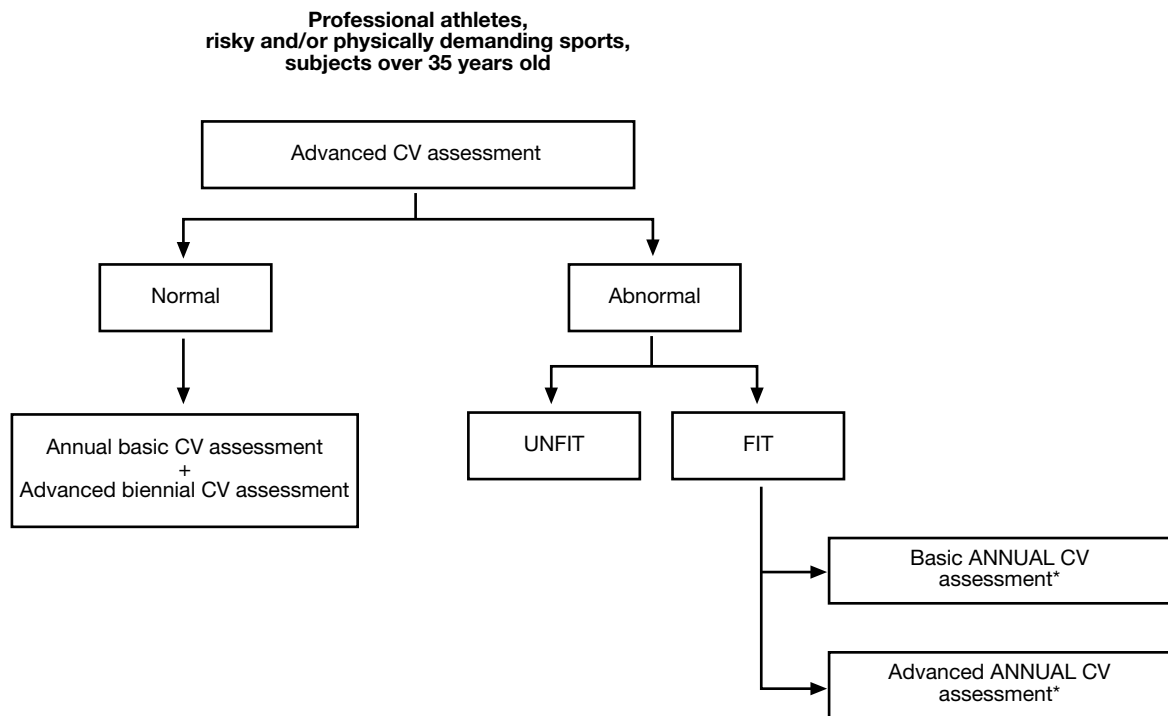 Professional athletes,
risky and/or physically demanding sports,
subjects over 35 years old
Advanced CV assessment
Normal
Abnormal
Annual basic CV assessment
+
Advanced biennial CV assessment
UNFIT
FIT
Basic ANNUAL CV
assessment*
Advanced ANNUAL CV
assessment*